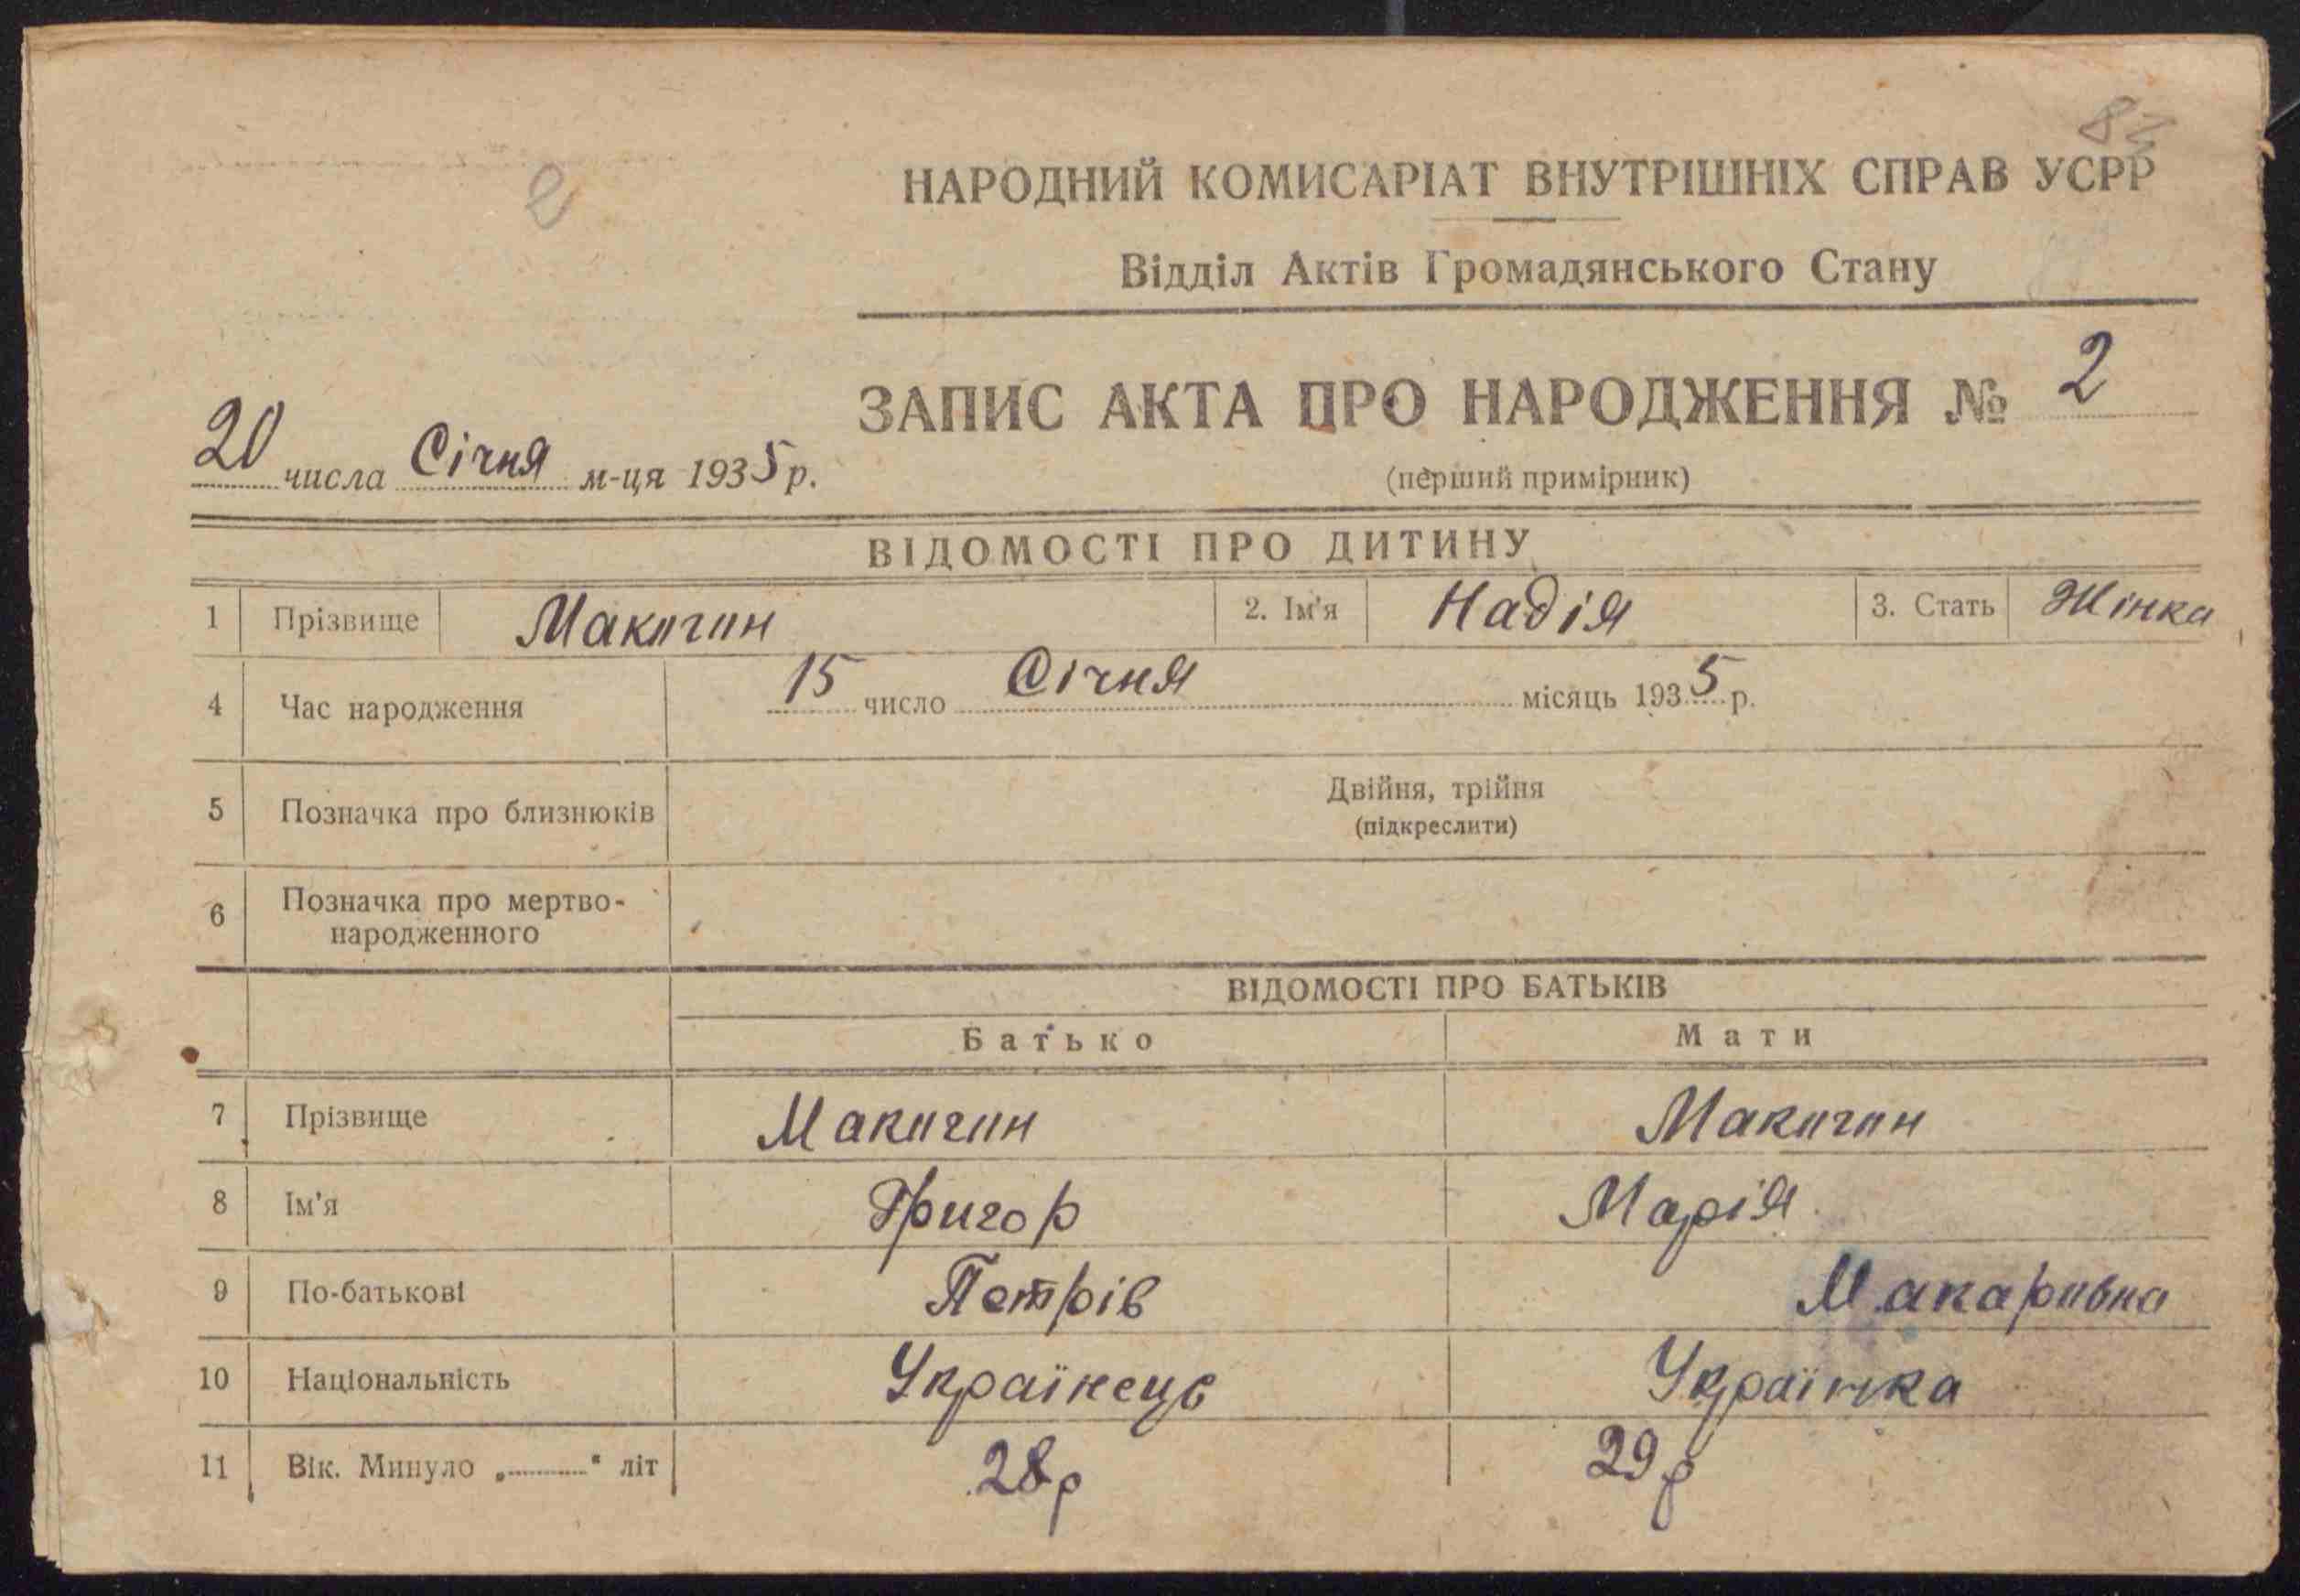 2
НАРОДНИЙ КОМИСАРІАТ ВНУТРІШНІХ СПРАВ УСРР
Відділ Актів Громадянського Стану
ЗАПИС АКТА ПРО НАРОДЖЕННЯ № 2
20 числа Січня м-ця 1935 р.
(перший примірник)
ВІДОМОСТІ ПРО ДИТИНУ
1 Прізвище Макигин 2. Ім'я Надія 3. Стать Жінка
4 Час народження 15 число Січня місяць 1935 р.
5 Позначка про близнюків Двійня, трійня
(підкреслити)
6 Позначка про мертво-
народженного
ВІДОМОСТІ ПРО БАТЬКІВ
Батько Мати
7 Прізвище Макигин Макигин
8 Ім'я Григор Марія
9 По-батькові Петрів Макаривна
10 Національність Українець Українка
11 Вік. Минуло „ “ літ 28 р 29 р